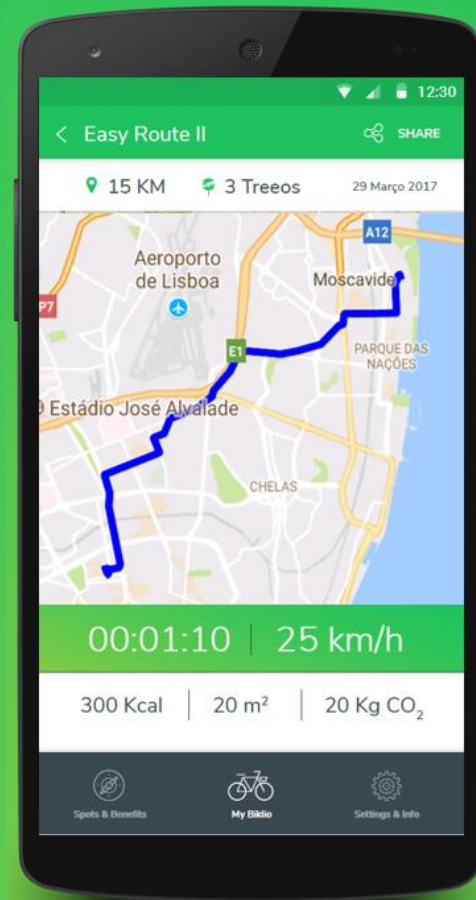 12:30
Easy Route II SHARE
15 KM 3 Treeos 29 Março 2017
A12
Aeroporto
de Lisboa
Moscavide
P7
E1
PARQUE DAS
NAÇÕES
Estádio José Alvalade
CHELAS
00:01:10 25 km/h
300 Kcal 20 m² 20 Kg CO₂
Spots & Benefits My Biklio Settings & Info